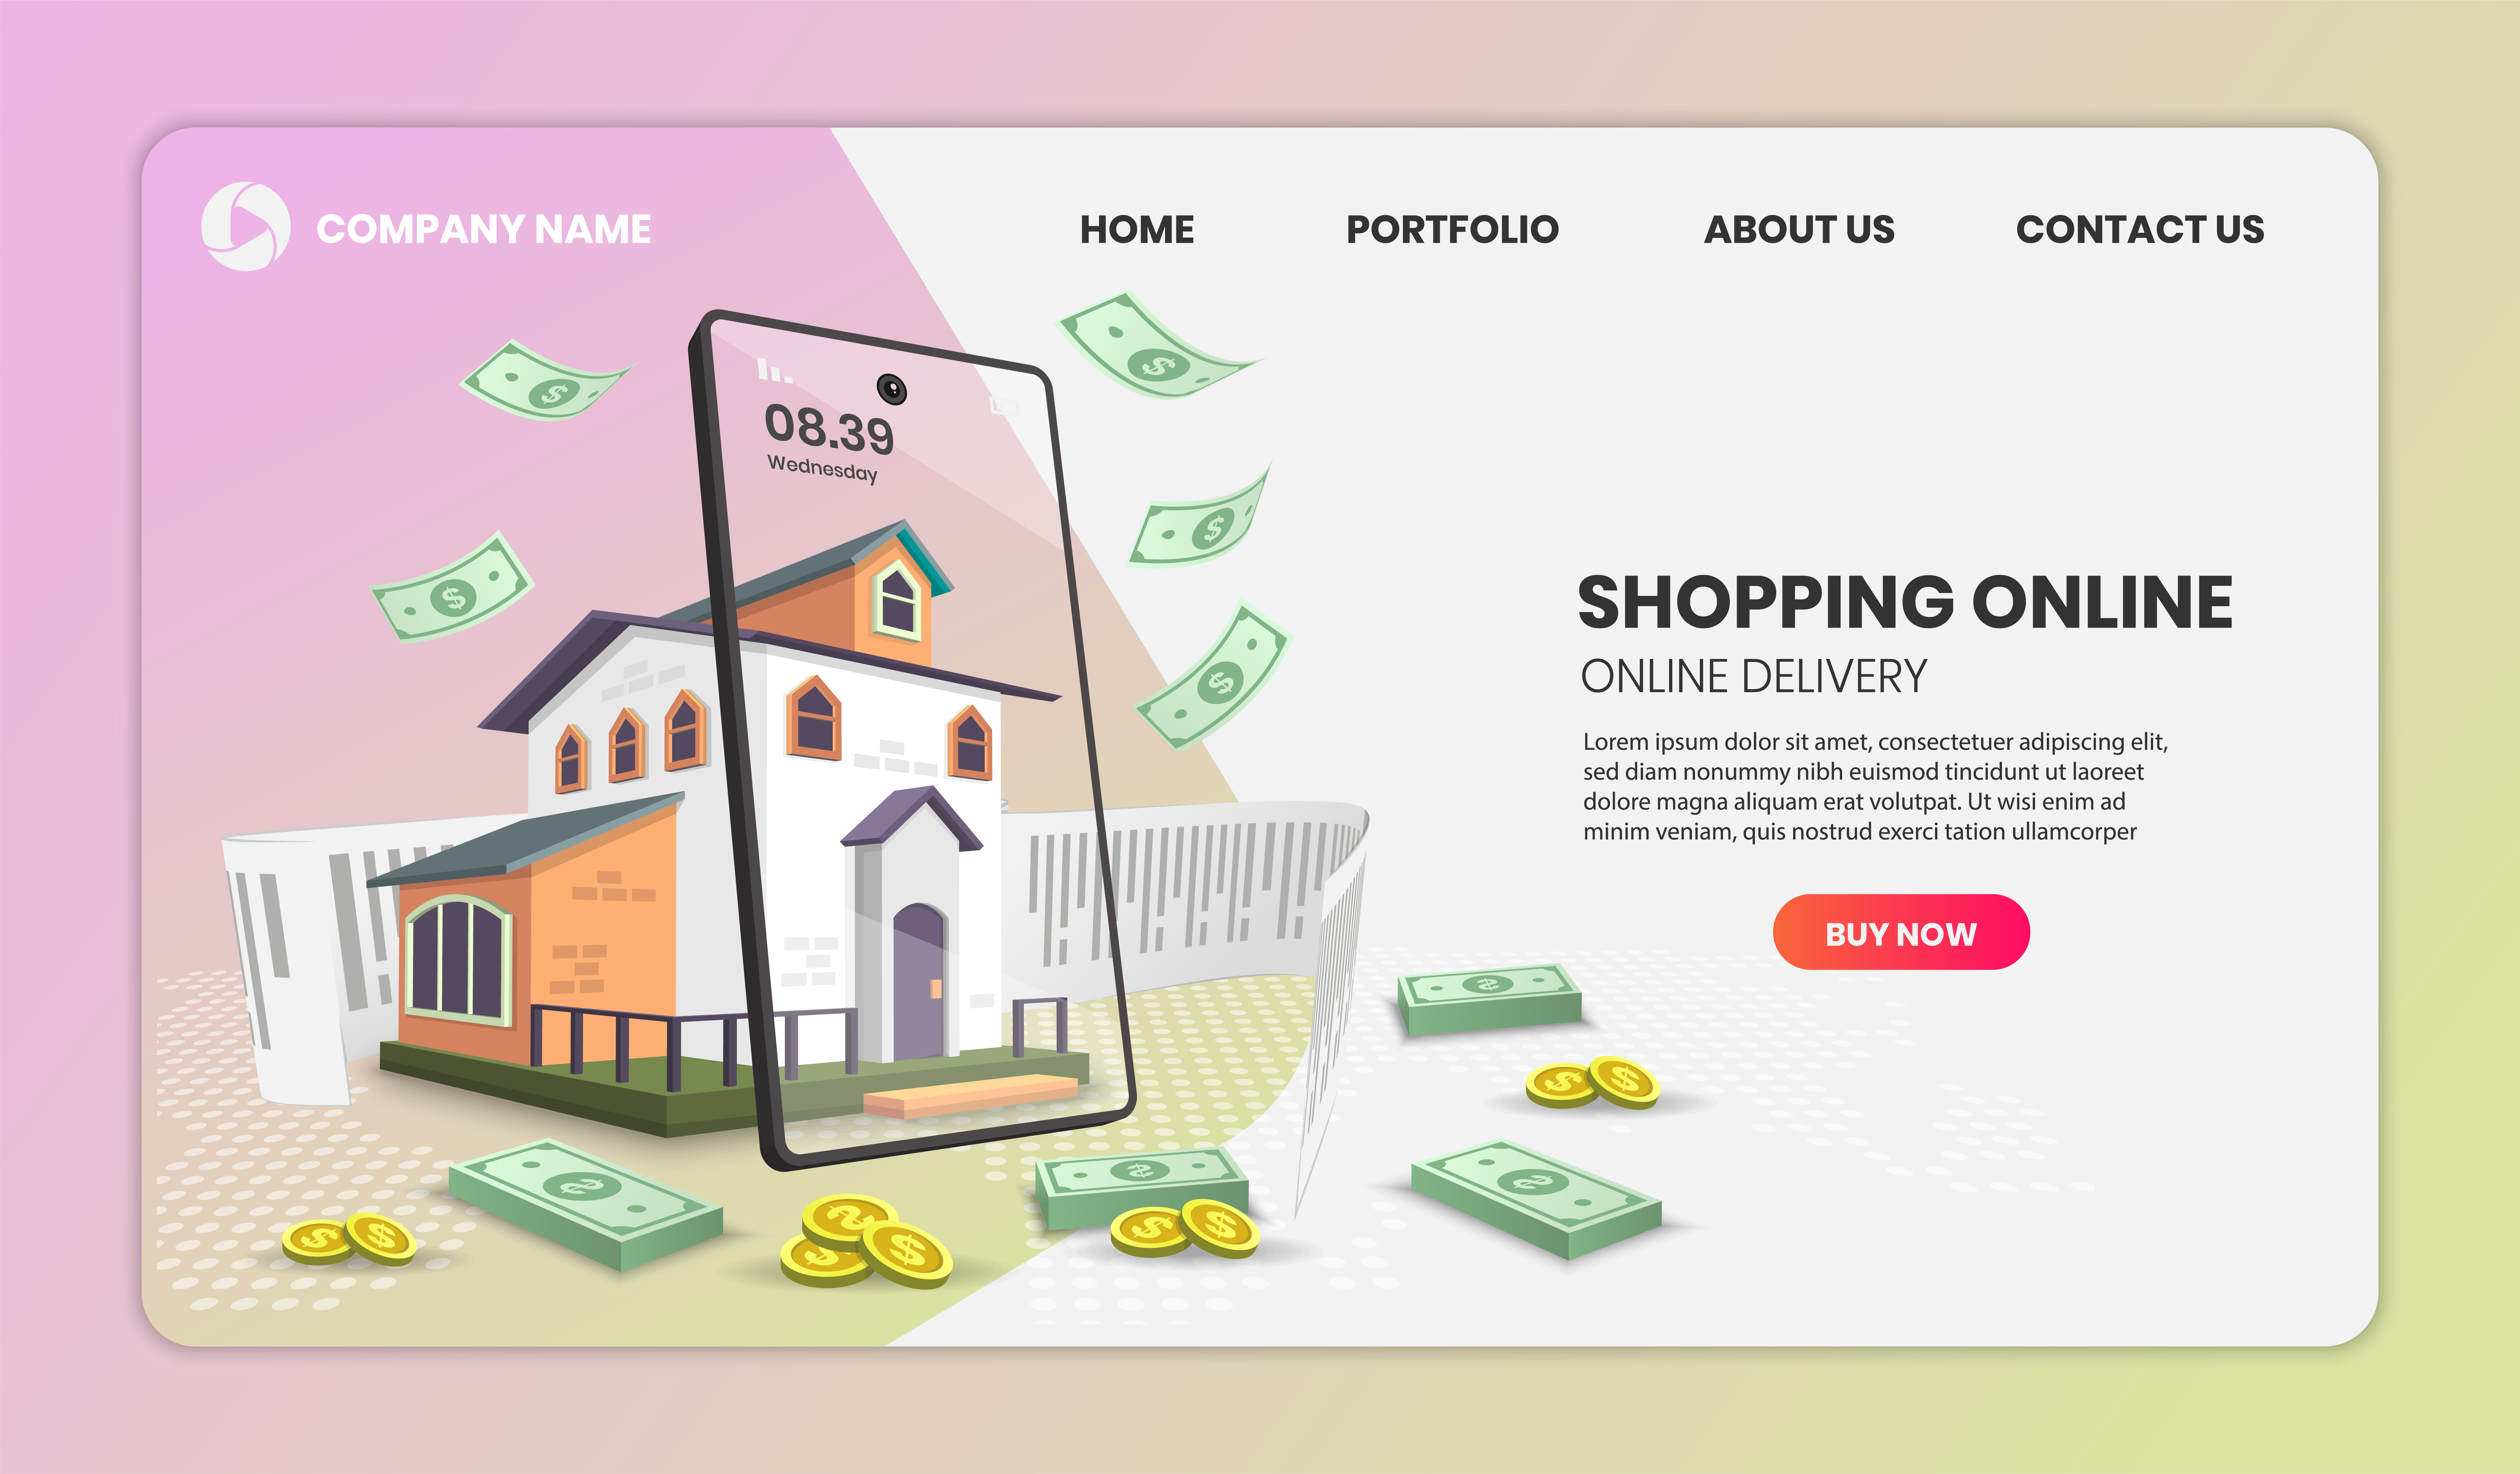 COMPANY NAME
HOME
PORTFOLIO
ABOUT US
CONTACT US
08.39
Wednesday
SHOPPING ONLINE
ONLINE DELIVERY
Lorem ipsum dolor sit amet, consectetuer adipiscing elit,
sed diam nonummy nibh euismod tincidunt ut laoreet
dolore magna aliquam erat volutpat. Ut wisi enim ad
minim veniam, quis nostrud exerci tation ullamcorper
BUY NOW